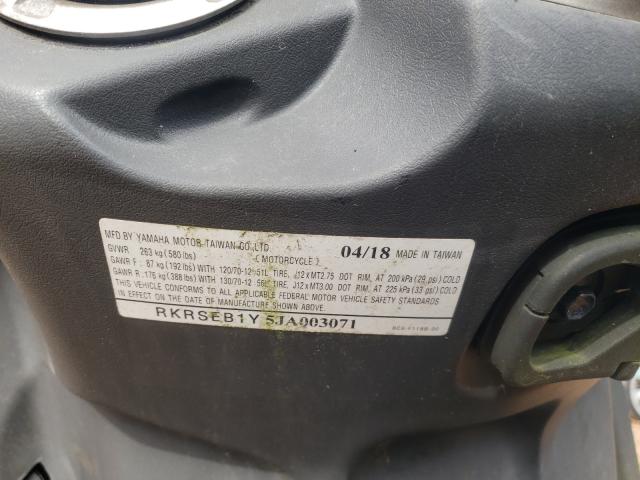 MFD BY YAMAHA MOTOR TAIWAN CO.,LTD. 04/18 MADE IN TAIWAN
GVWR 263 kg (580 lbs) (MOTORCYCLE)
GAWR F : 87 kg (192 lbs) WITH 120/70-12 51L TIRE, J12 x MT2.75 DOT RIM, AT 200 kPa (29 psi) COLD
GAWR R : 176 kg (388 lbs) WITH 130/70-12 56L TIRE, J12 x MT3.00 DOT RIM, AT 225 kPa (33 psi) COLD
THIS VEHICLE CONFORMS TO ALL APPLICABLE FEDERAL MOTOR VEHICLE SAFETY STANDARDS
IN EFFECT ON THE DATE OF MANUFACTURE SHOWN ABOVE.
RKRSEB1Y 5JA003071